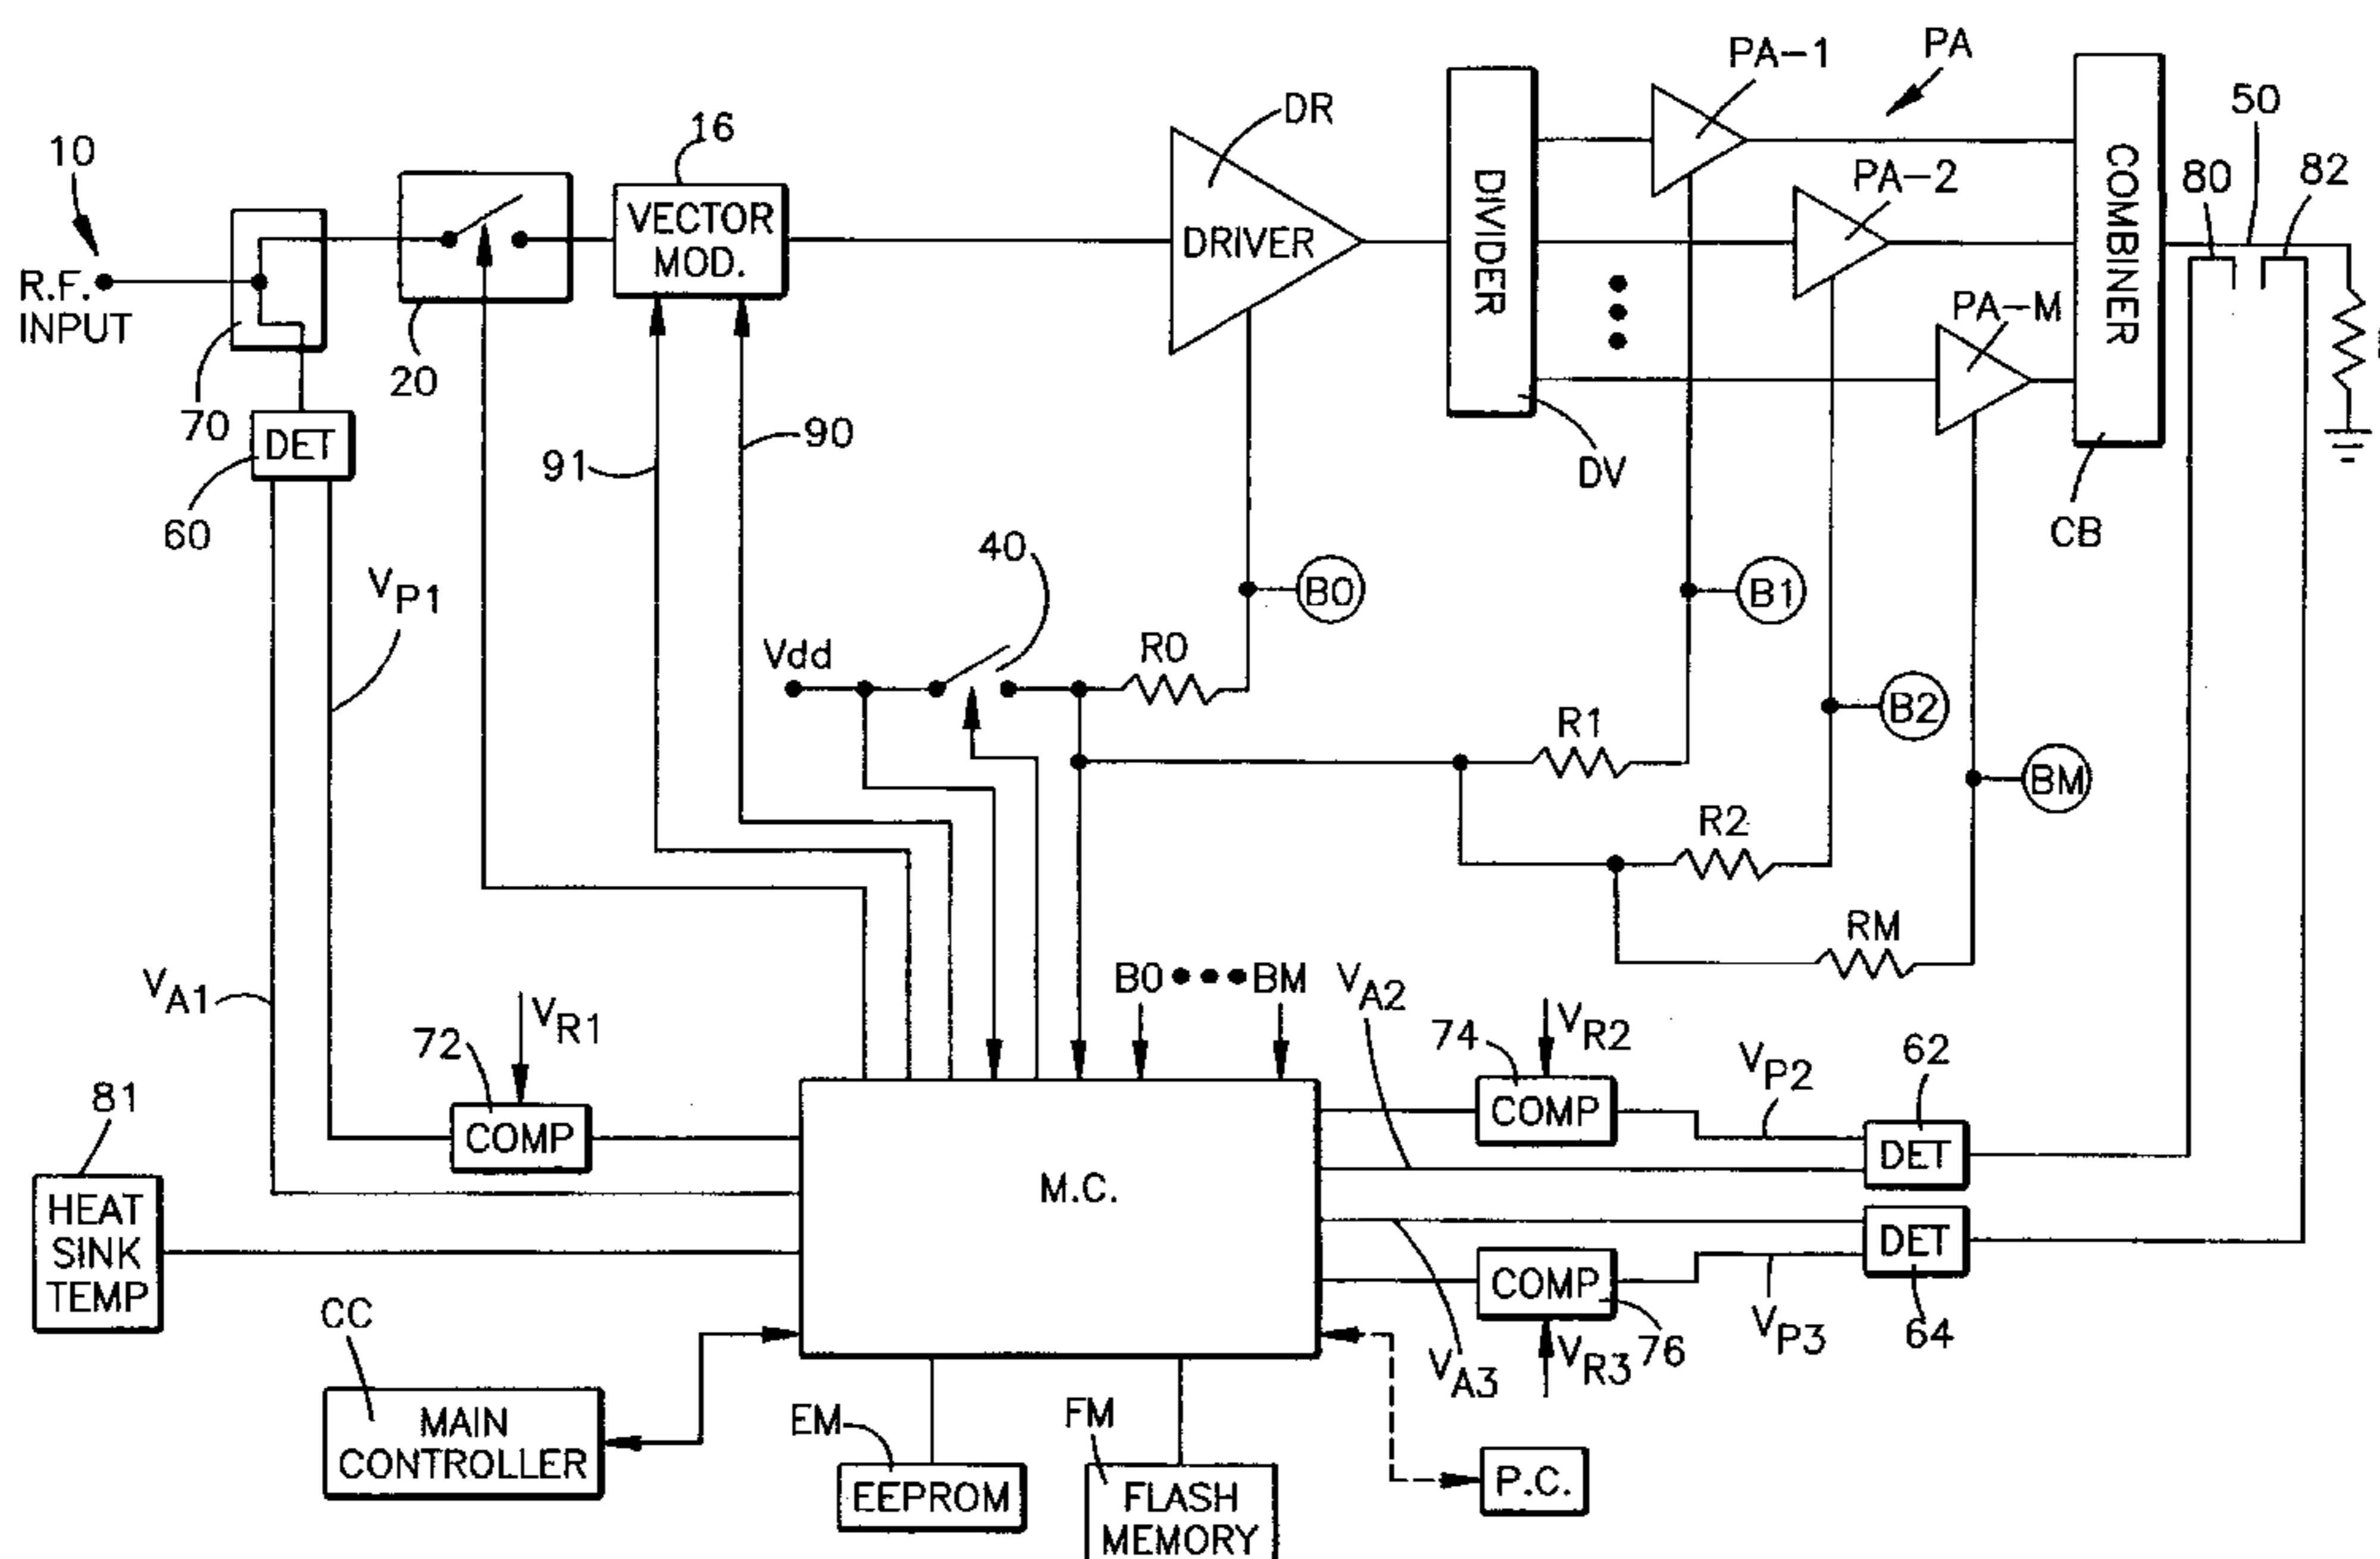 10
R.F.
INPUT
70
20
16
VECTOR
MOD.
DR
DRIVER
DIVIDER
DV
PA-1
PA
PA-2
PA-M
COMBINER
CB
50
80
82
DET
60
91
90
VP1
40
Vdd
R0
B0
B1
R1
B2
R2
BM
RM
VA1
VR1
72
COMP
B0 ••• BM
VA2
74
VR2
COMP
VP2
62
DET
81
HEAT
SINK
TEMP
M.C.
DET
64
COMP
76
VR3
VA3
VP3
CC
MAIN
CONTROLLER
EM
EEPROM
FM
FLASH
MEMORY
P.C.